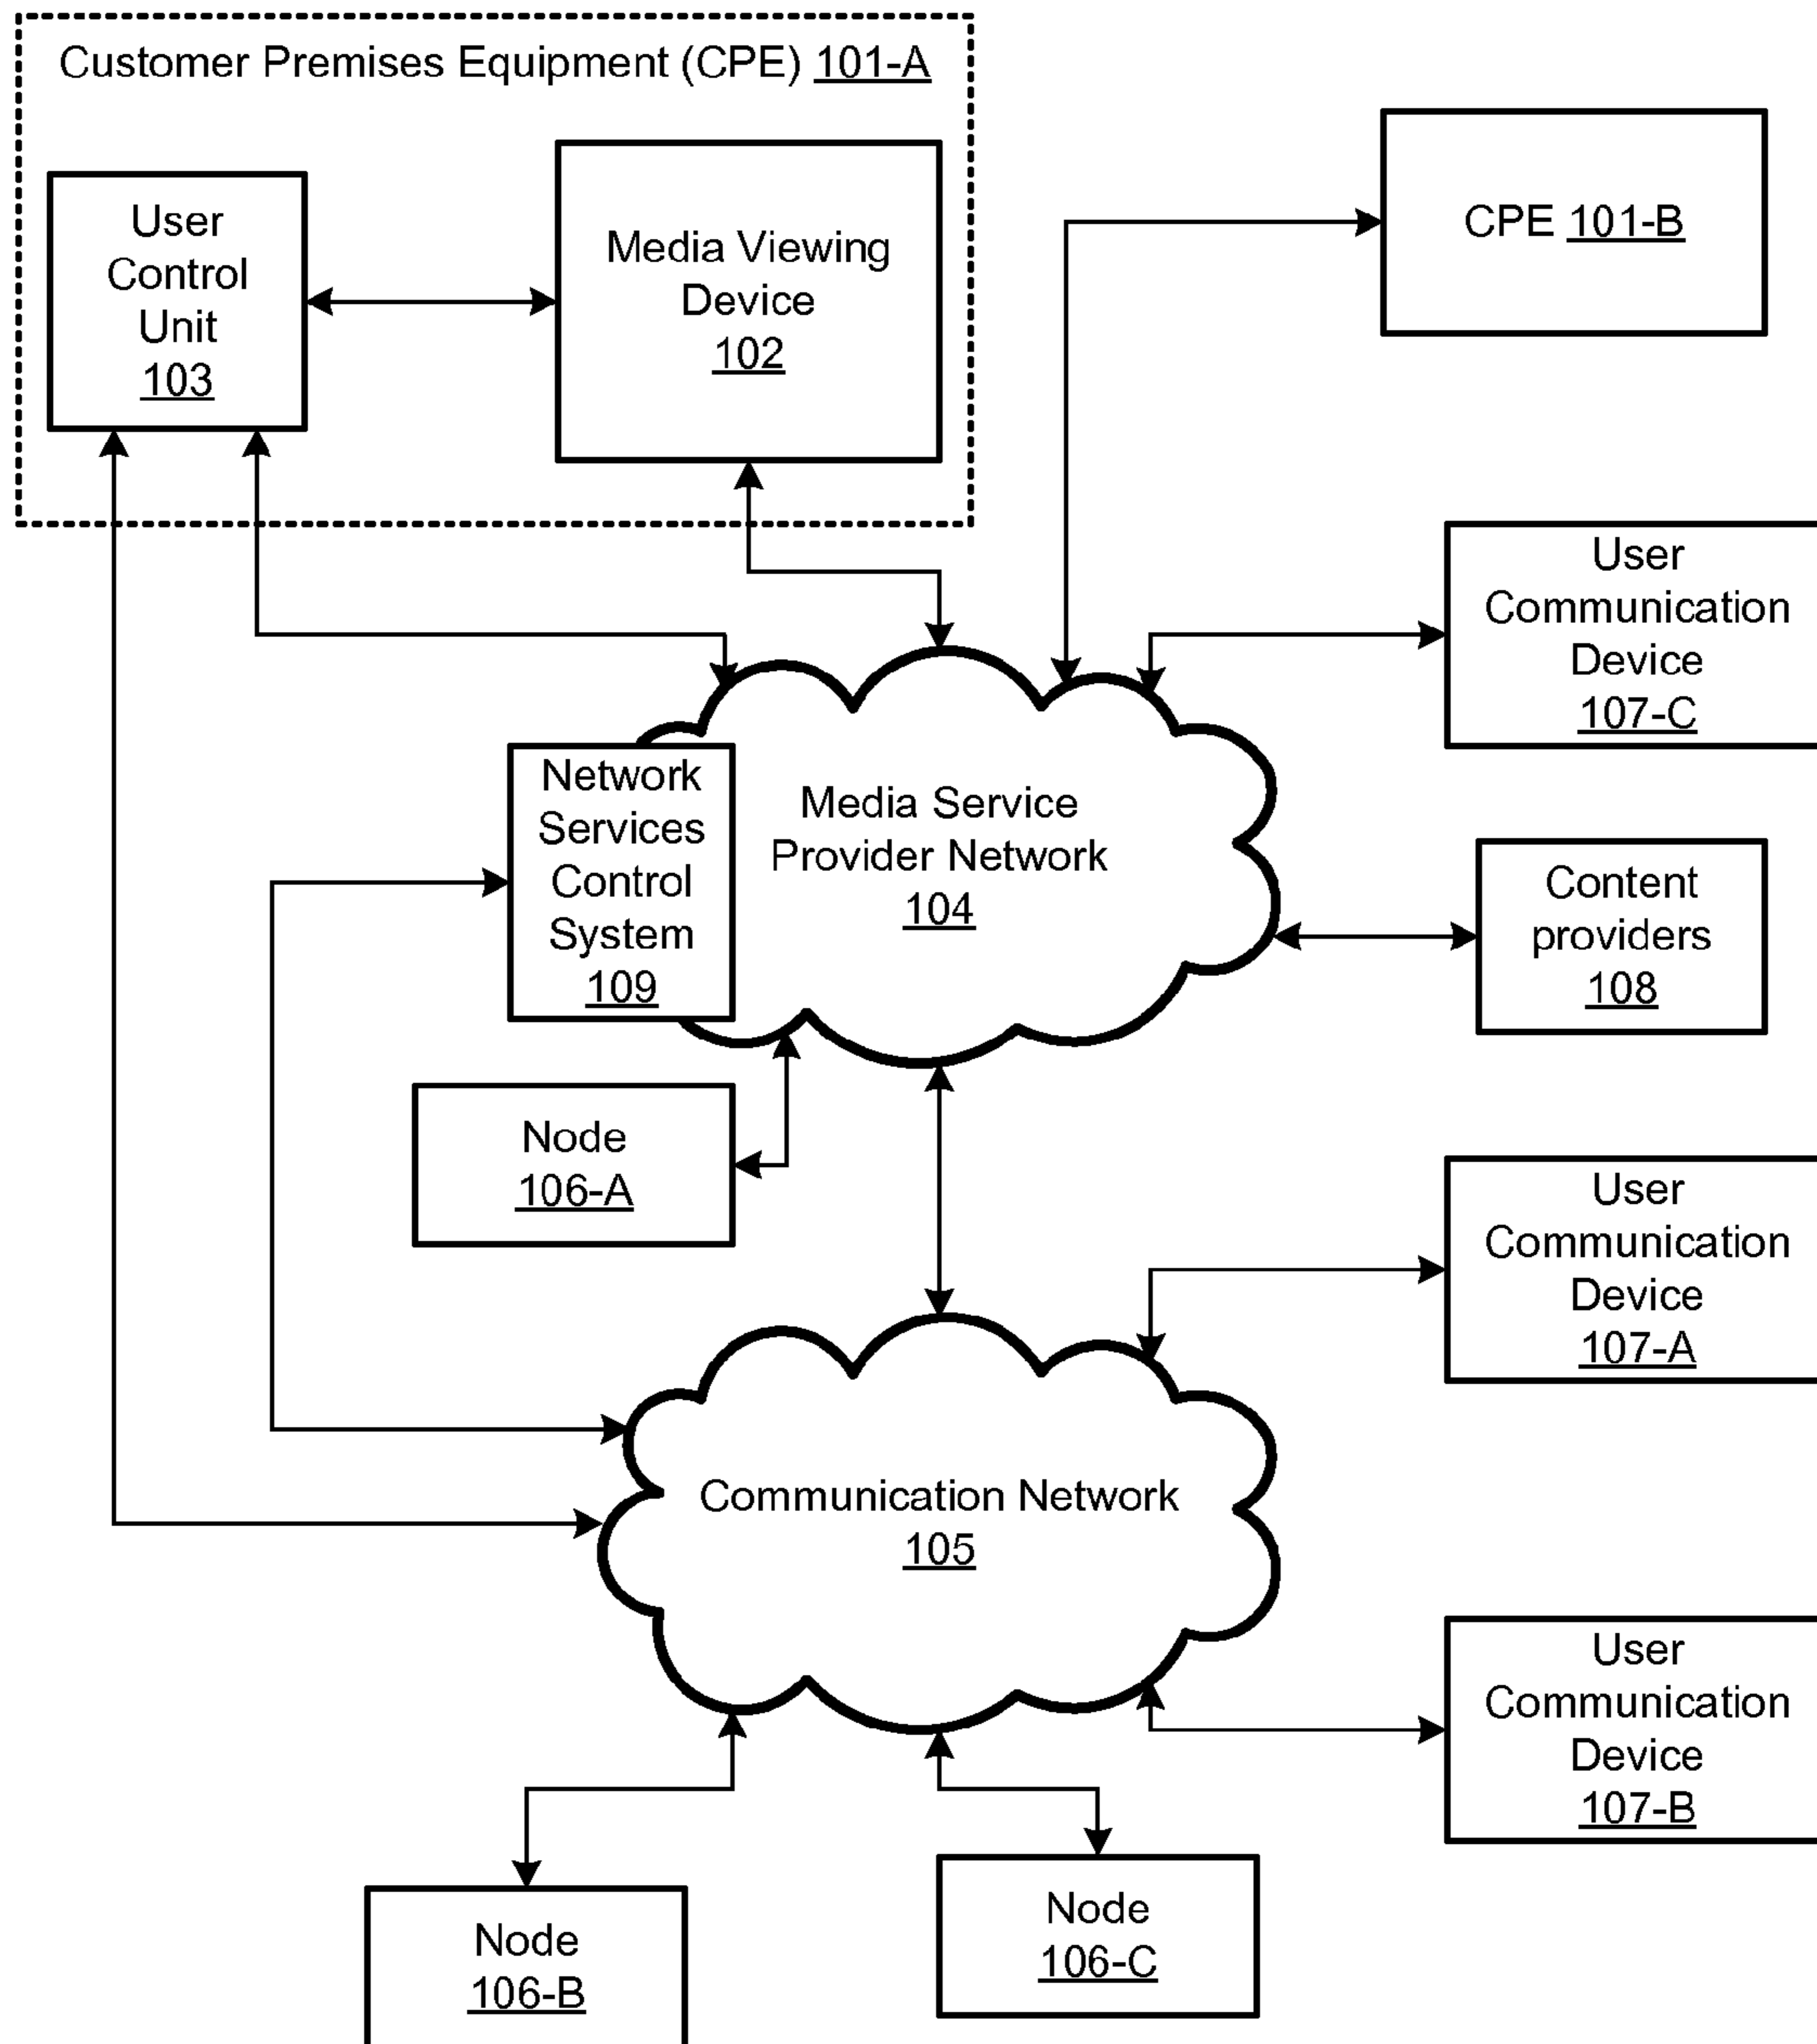 Customer Premises Equipment (CPE) 101-A
User
Control
Unit
103
Media Viewing
Device
102
CPE 101-B
User
Communication
Device
107-C
Network
Services
Control
System
109
Media Service
Provider Network
104
Content
providers
108
Node
106-A
User
Communication
Device
107-A
Communication Network
105
User
Communication
Device
107-B
Node
106-B
Node
106-C